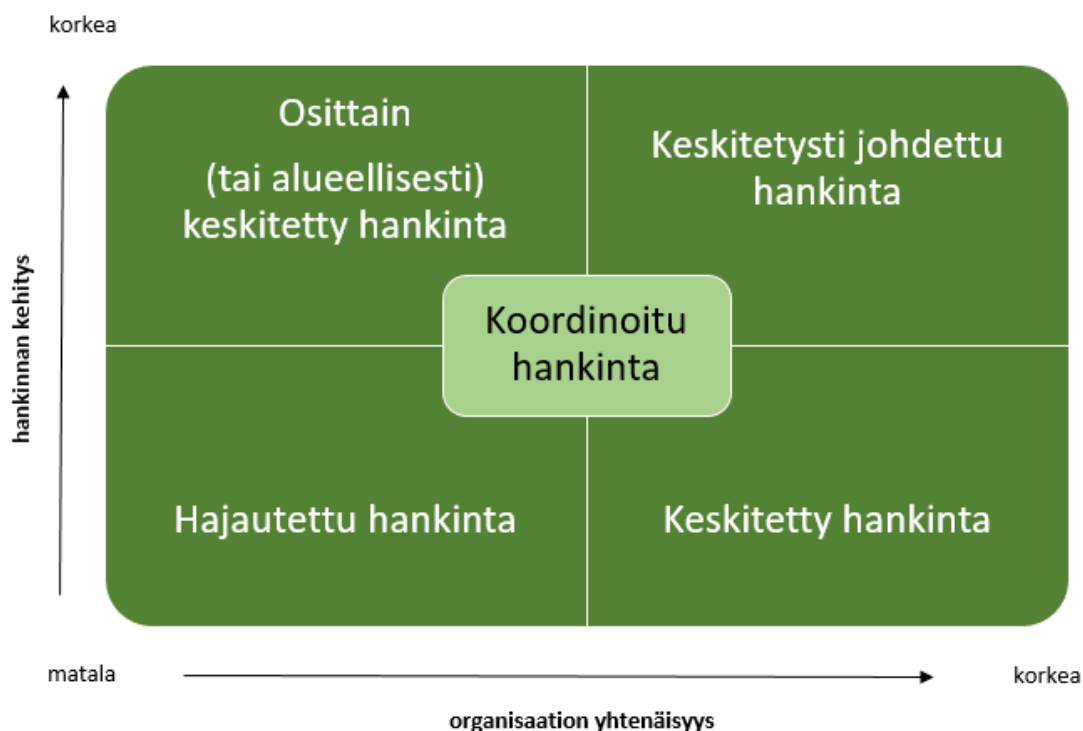 korkea
Osittain
(tai alueellisesti)
keskitetty hankinta
Keskitetysti johdettu
hankinta
hankinnan kehitys
Koordinoitu
hankinta
Hajautettu hankinta
Keskitetty hankinta
matala
korkea
organisaation yhtenäisyys